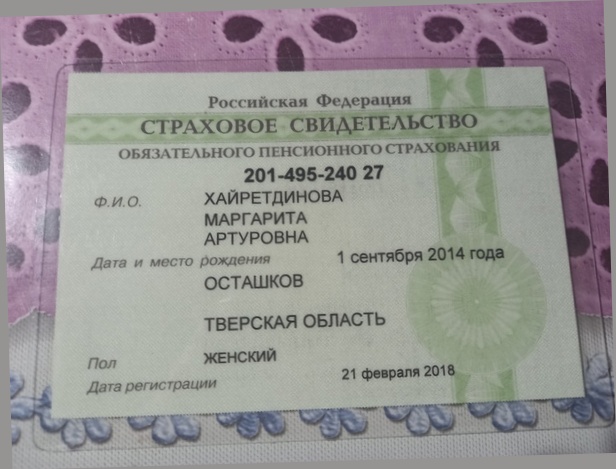 Российская Федерация
СТРАХОВОЕ СВИДЕТЕЛЬСТВО
ОБЯЗАТЕЛЬНОГО ПЕНСИОННОГО СТРАХОВАНИЯ
201-495-240 27
Ф.И.О. ХАЙРЕТДИНОВА
МАРГАРИТА
АРТУРОВНА
Дата и место рождения 1 сентября 2014 года
ОСТАШКОВ
ТВЕРСКАЯ ОБЛАСТЬ
Пол ЖЕНСКИЙ
Дата регистрации 21 февраля 2018